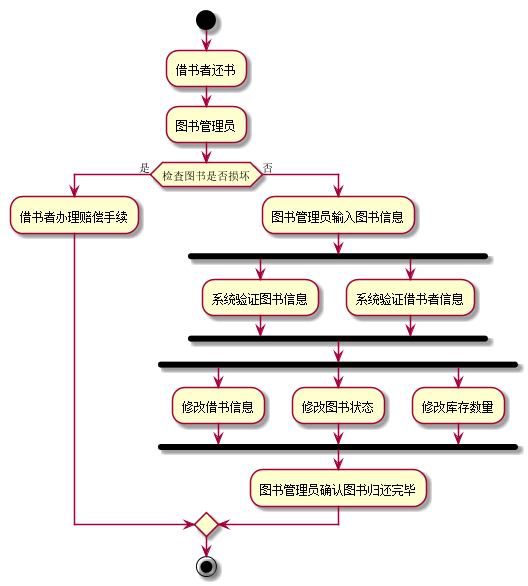 借书者还书
图书管理员
是
检查图书是否损坏
否
借书者办理赔偿手续
图书管理员输入图书信息
系统验证图书信息
系统验证借书者信息
修改借书信息
修改图书状态
修改库存数量
图书管理员确认图书归还完毕